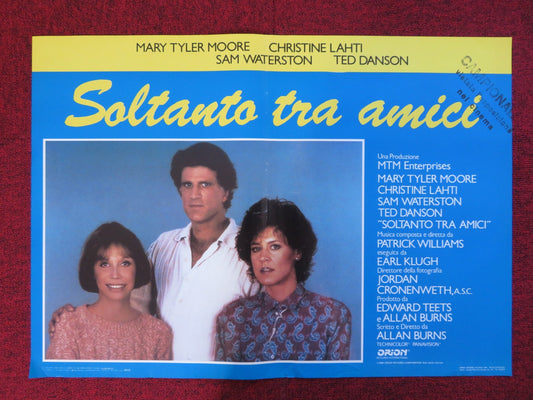 MARY TYLER MOORE CHRISTINE LAHTI
SAM WATERSTON TED DANSON
Soltanto tra amici
Una Produzione
MTM Enterprises
MARY TYLER MOORE
CHRISTINE LAHTI
SAM WATERSTON
TED DANSON
"SOLTANTO TRA AMICI"
Musica composta e diretta da
PATRICK WILLIAMS
eseguita da
EARL KLUGH
Direttore della fotografia
JORDAN
CRONENWETH, A.S.C.
Prodotto da
EDWARD TEETS
e ALLAN BURNS
Scritto e Diretto da
ALLAN BURNS
TECHNICOLOR PANAVISION
ORION